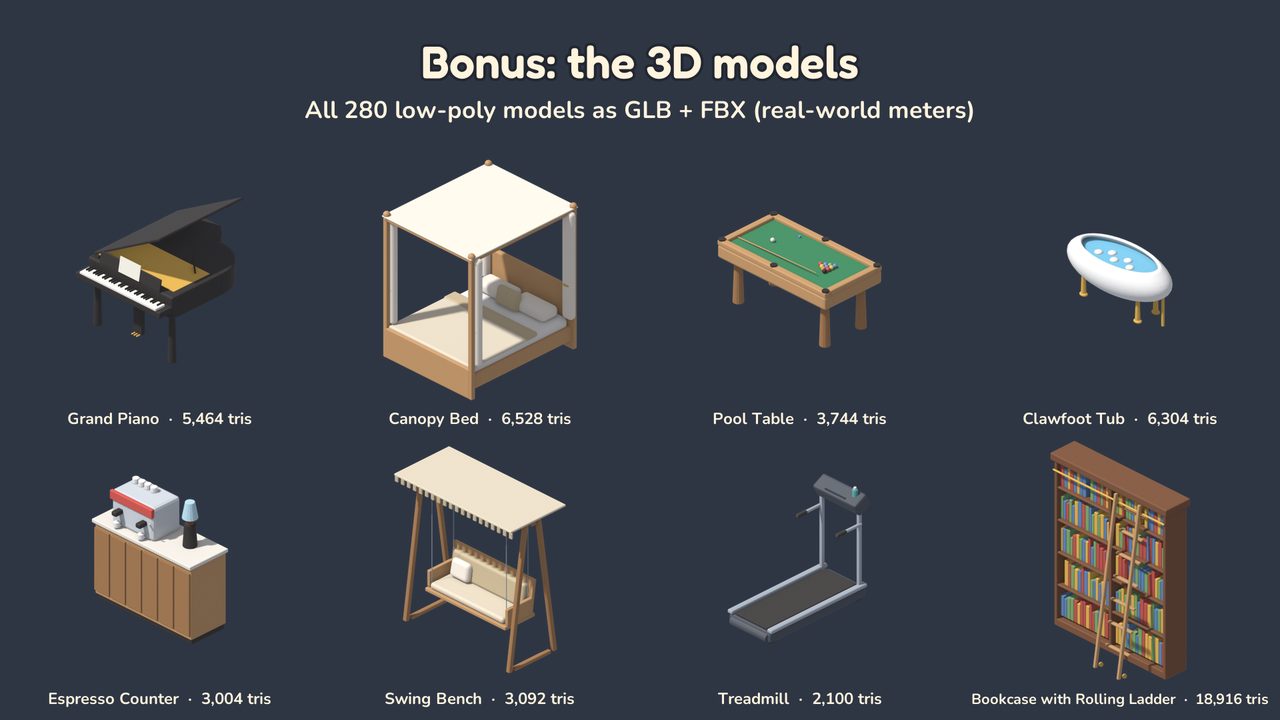 Bonus: the 3D models
All 280 low-poly models as GLB + FBX (real-world meters)
Grand Piano · 5,464 tris
Canopy Bed · 6,528 tris
Pool Table · 3,744 tris
Clawfoot Tub · 6,304 tris
Espresso Counter · 3,004 tris
Swing Bench · 3,092 tris
Treadmill · 2,100 tris
Bookcase with Rolling Ladder · 18,916 tris